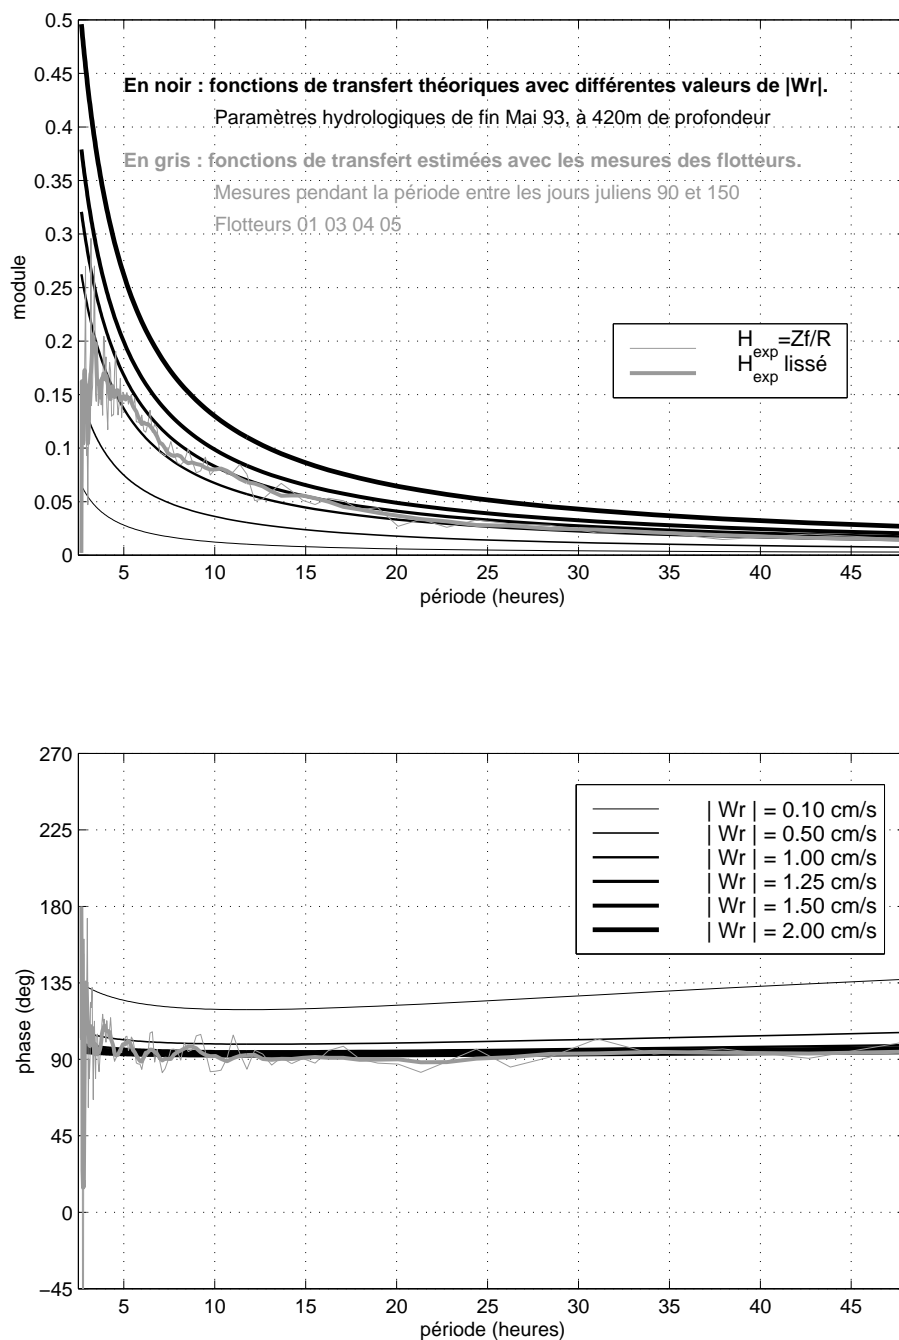 0.5
0.45
En noir : fonctions de transfert théoriques avec différentes valeurs de |Wr|.
0.4
Paramètres hydrologiques de fin Mai 93, à 420m de profondeur
En gris : fonctions de transfert estimées avec les mesures des flotteurs.
0.35
Mesures pendant la période entre les jours juliens 90 et 150
Flotteurs 01 03 04 05
0.3
module
0.25
0.2
H_exp=Zf/R
H_exp lissé
0.15
0.1
0.05
0
5 10 15 20 25 30 35 40 45
période (heures)
270
225
180
135
90
45
0
−45
phase (deg)
| Wr | = 0.10 cm/s
| Wr | = 0.50 cm/s
| Wr | = 1.00 cm/s
| Wr | = 1.25 cm/s
| Wr | = 1.50 cm/s
| Wr | = 2.00 cm/s
5 10 15 20 25 30 35 40 45
période (heures)